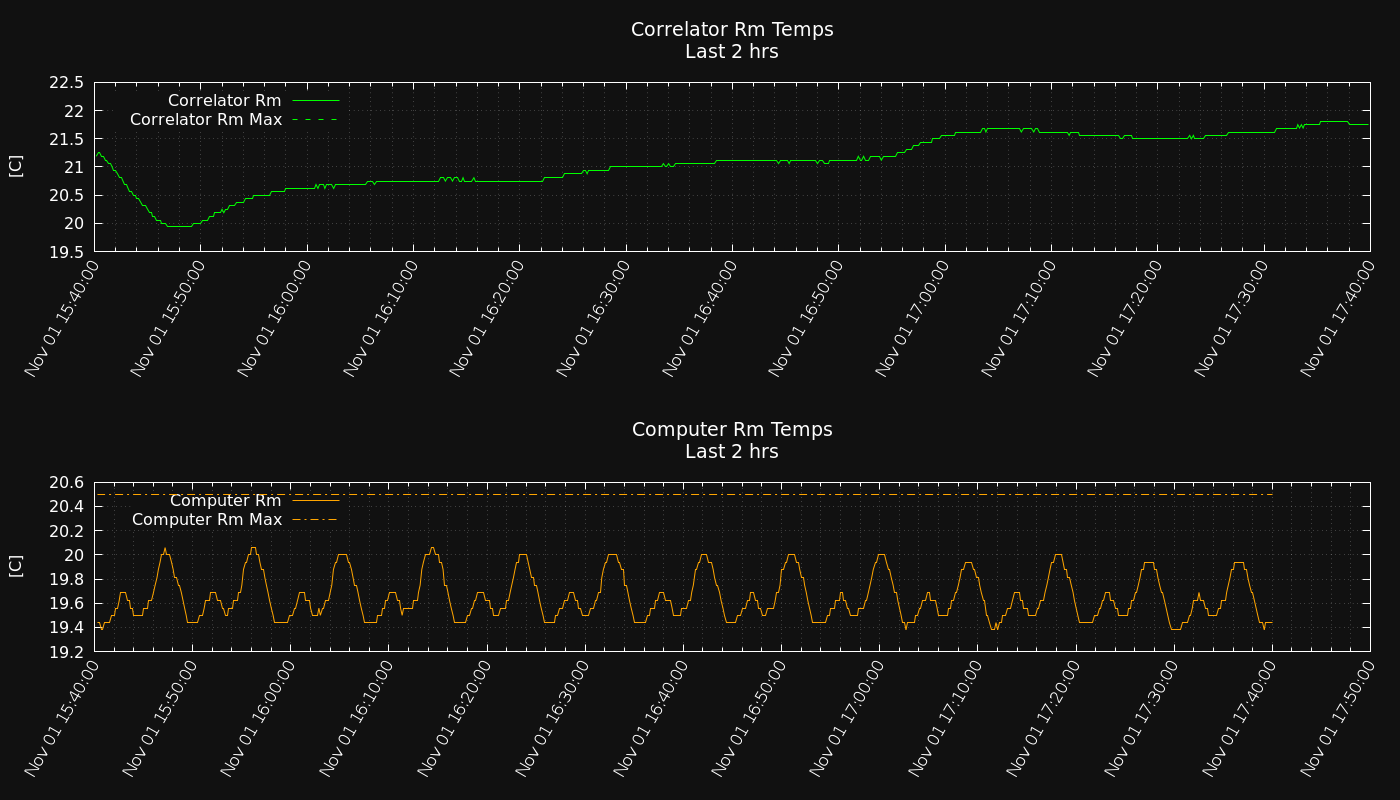 Correlator Rm Temps
Last 2 hrs
Correlator Rm
Correlator Rm Max
[C]
22.5
22
21.5
21
20.5
20
19.5
Nov 01 15:40:00
Nov 01 15:50:00
Nov 01 16:00:00
Nov 01 16:10:00
Nov 01 16:20:00
Nov 01 16:30:00
Nov 01 16:40:00
Nov 01 16:50:00
Nov 01 17:00:00
Nov 01 17:10:00
Nov 01 17:20:00
Nov 01 17:30:00
Nov 01 17:40:00
Computer Rm Temps
Last 2 hrs
Computer Rm
Computer Rm Max
[C]
20.6
20.4
20.2
20
19.8
19.6
19.4
19.2
Nov 01 15:40:00
Nov 01 15:50:00
Nov 01 16:00:00
Nov 01 16:10:00
Nov 01 16:20:00
Nov 01 16:30:00
Nov 01 16:40:00
Nov 01 16:50:00
Nov 01 17:00:00
Nov 01 17:10:00
Nov 01 17:20:00
Nov 01 17:30:00
Nov 01 17:40:00
Nov 01 17:50:00